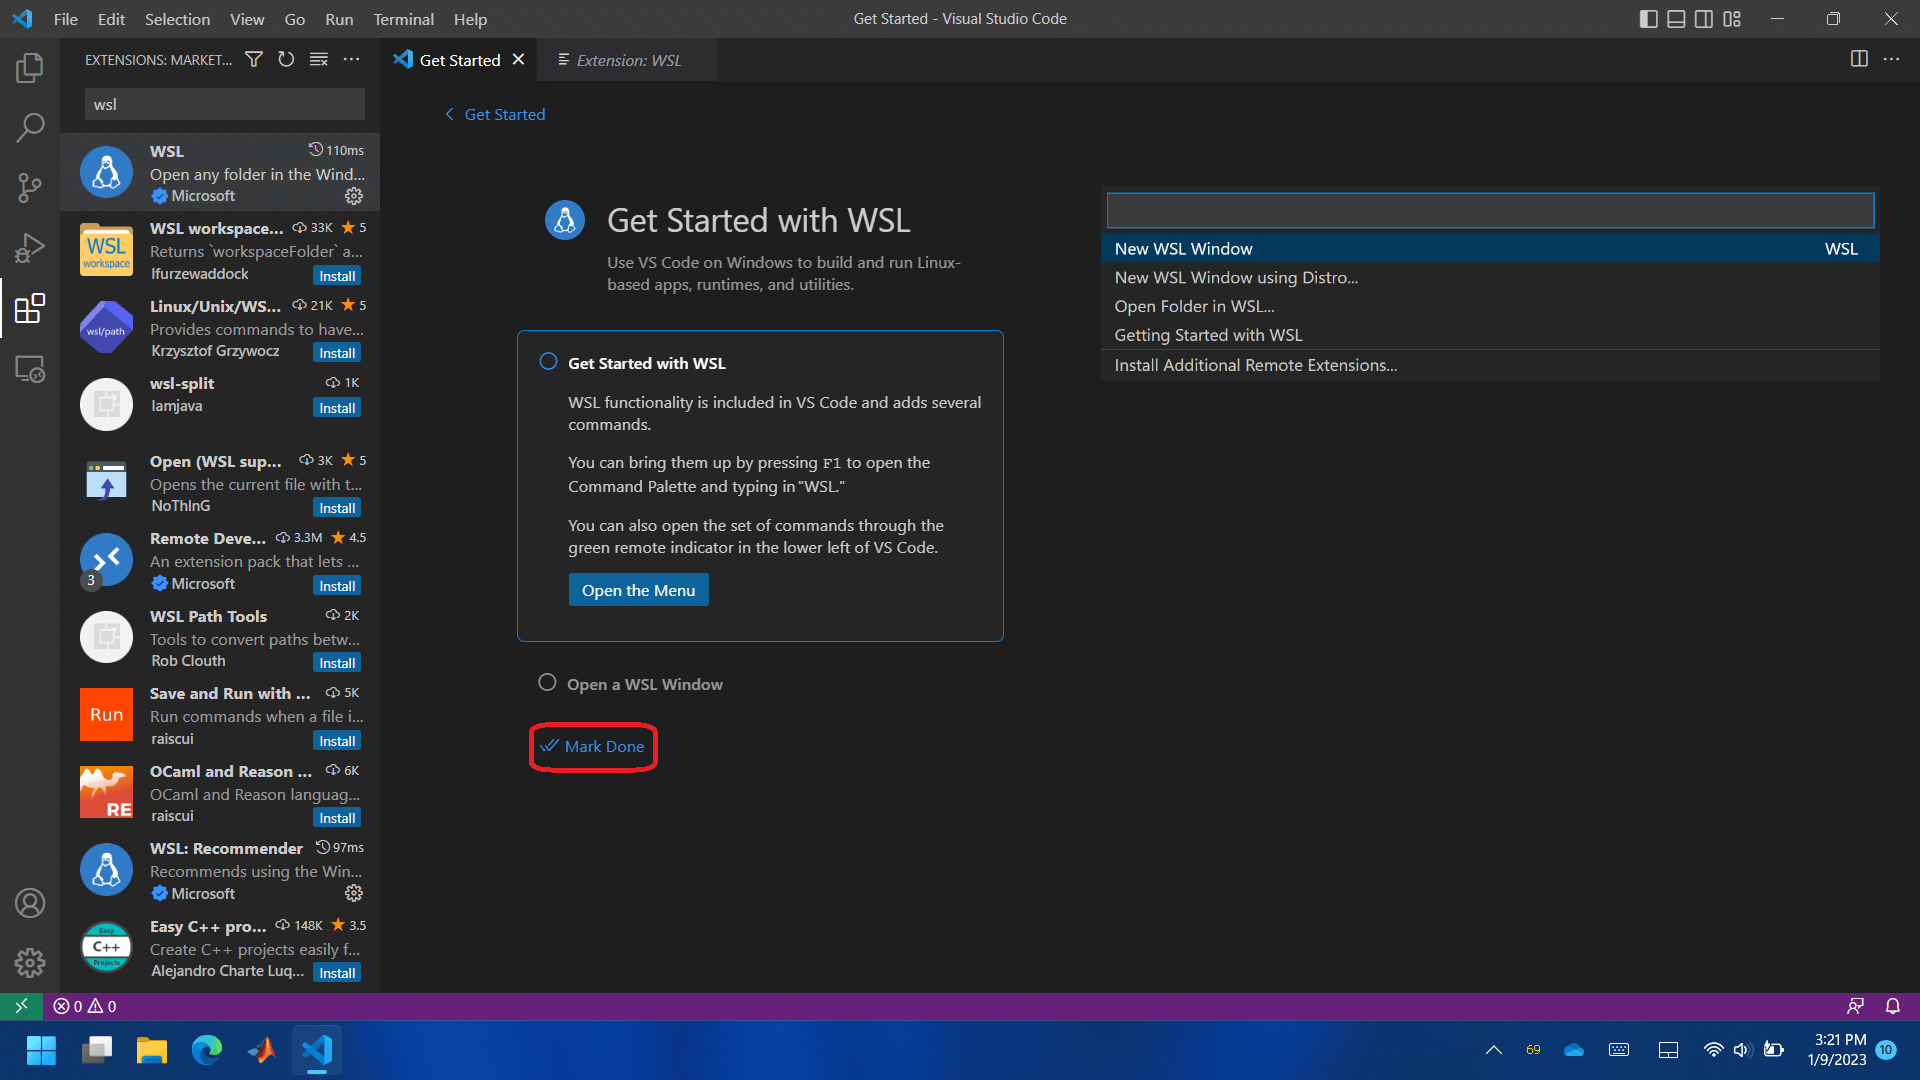 File Edit Selection View Go Run Terminal Help
Get Started - Visual Studio Code
EXTENSIONS: MARKET...
wsl
WSL 110ms
Open any folder in the Wind...
Microsoft
WSL workspace... 33K 5
Returns `workspaceFolder` a...
lfurzewaddock Install
WSL
workspace
Linux/Unix/WS... 21K 5
Provides commands to have...
Krzysztof Grzywocz Install
wsl/path
wsl-split 1K
Iamjava Install
Open (WSL sup... 3K 5
Opens the current file with t...
NoThInG Install
Remote Deve... 3.3M 4.5
An extension pack that lets ...
Microsoft Install
3
WSL Path Tools 2K
Tools to convert paths betw...
Rob Clouth Install
Save and Run with ... 5K
Run commands when a file i...
raiscui Install
Run
OCaml and Reason ... 6K
OCaml and Reason languag...
raiscui Install
RE
WSL: Recommender 97ms
Recommends using the Win...
Microsoft
Easy C++ pro... 148K 3.5
Create C++ projects easily f...
Alejandro Charte Luq... Install
Easy
C++
Projects
Get Started
Extension: WSL
Get Started
Get Started with WSL
Use VS Code on Windows to build and run Linux-
based apps, runtimes, and utilities.
Get Started with WSL
WSL functionality is included in VS Code and adds several
commands.
You can bring them up by pressing F1 to open the
Command Palette and typing in "WSL."
You can also open the set of commands through the
green remote indicator in the lower left of VS Code.
Open the Menu
Open a WSL Window
Mark Done
New WSL Window WSL
New WSL Window using Distro...
Open Folder in WSL...
Getting Started with WSL
Install Additional Remote Extensions...
0 0
69
3:21 PM
1/9/2023
10